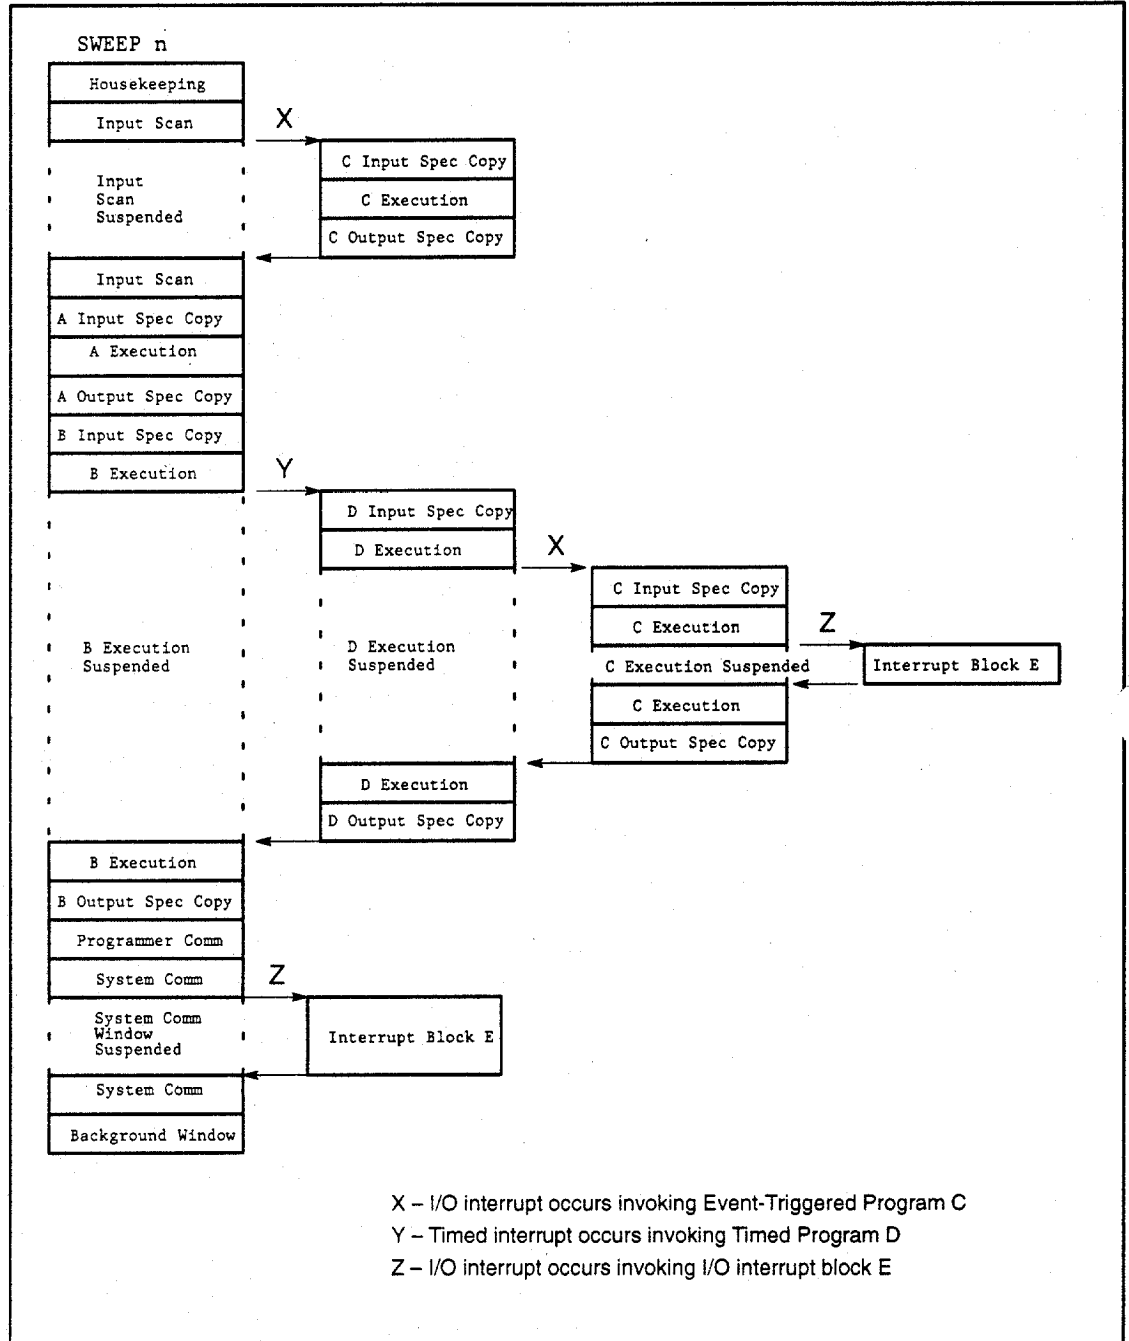 SWEEP n
Housekeeping
Input Scan
X
C Input Spec Copy
Input
Scan
Suspended
C Execution
C Output Spec Copy
Input Scan
A Input Spec Copy
A Execution
A Output Spec Copy
B Input Spec Copy
B Execution
Y
D Input Spec Copy
D Execution
X
C Input Spec Copy
C Execution
Z
B Execution
Suspended
D Execution
Suspended
C Execution Suspended
Interrupt Block E
C Execution
C Output Spec Copy
D Execution
D Output Spec Copy
B Execution
B Output Spec Copy
Programmer Comm
System Comm
Z
System Comm
Window
Suspended
Interrupt Block E
System Comm
Background Window
X – I/O interrupt occurs invoking Event-Triggered Program C
Y – Timed interrupt occurs invoking Timed Program D
Z – I/O interrupt occurs invoking I/O interrupt block E